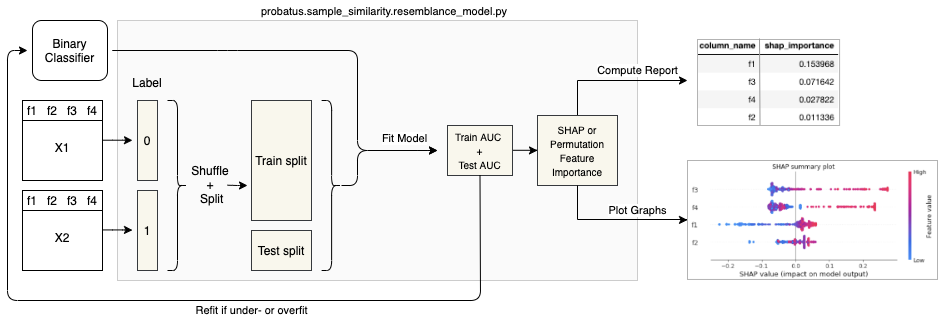 probatus.sample_similarity.resemblance_model.py
Binary
Classifier
Label
f1 f2 f3 f4
X1
0
f1 f2 f3 f4
X2
1
Shuffle
+
Split
Train split
Test split
Fit Model
Train AUC
+
Test AUC
SHAP or
Permutation
Feature
Importance
Compute Report
Plot Graphs
Refit if under- or overfit
column_name shap_importance
f1 0.153968
f3 0.071642
f4 0.027822
f2 0.011336
SHAP summary plot
High
f3
f4
f1
f2
Feature value
Low
−0.2 −0.1 0.0 0.1 0.2
SHAP value (impact on model output)